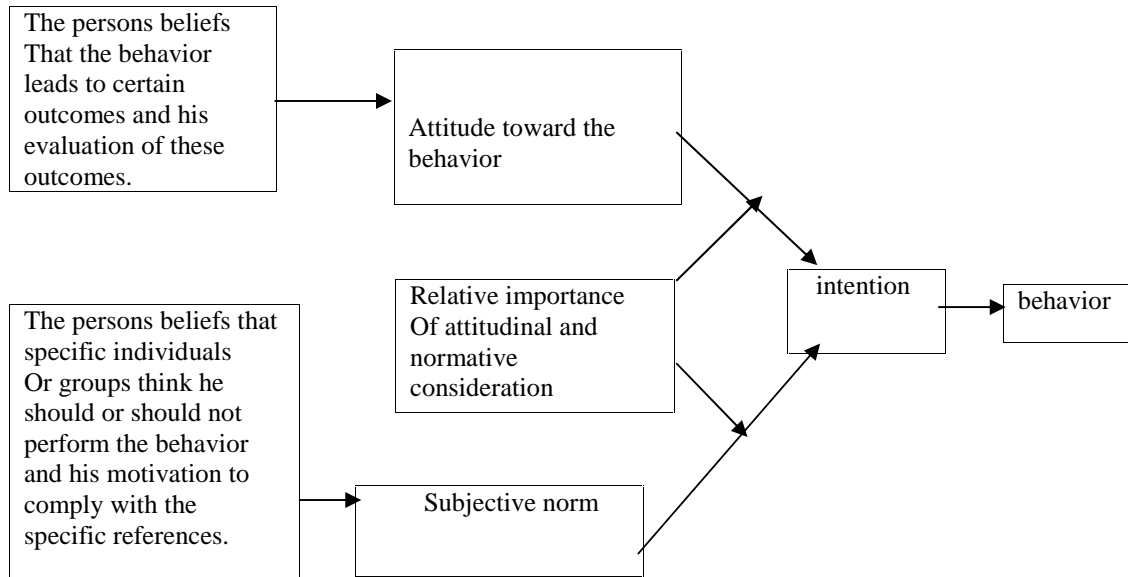 The persons beliefs
That the behavior
leads to certain
outcomes and his
evaluation of these
outcomes.
Attitude toward the
behavior
Relative importance
Of attitudinal and
normative
consideration
intention
behavior
The persons beliefs that
specific individuals
Or groups think he
should or should not
perform the behavior
and his motivation to
comply with the
specific references.
Subjective norm